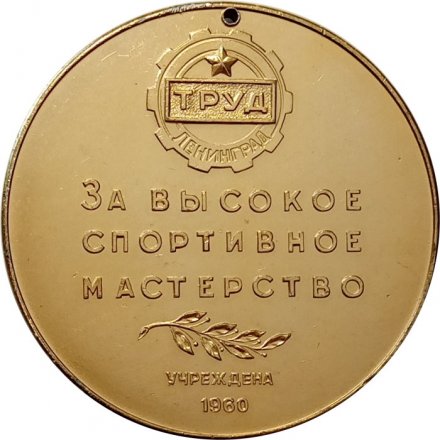 ТРУД
ЛЕНИНГРАД
ЗА ВЫСОКОЕ
СПОРТИВНОЕ
МАСТЕРСТВО
УЧРЕЖДЕНА
1960